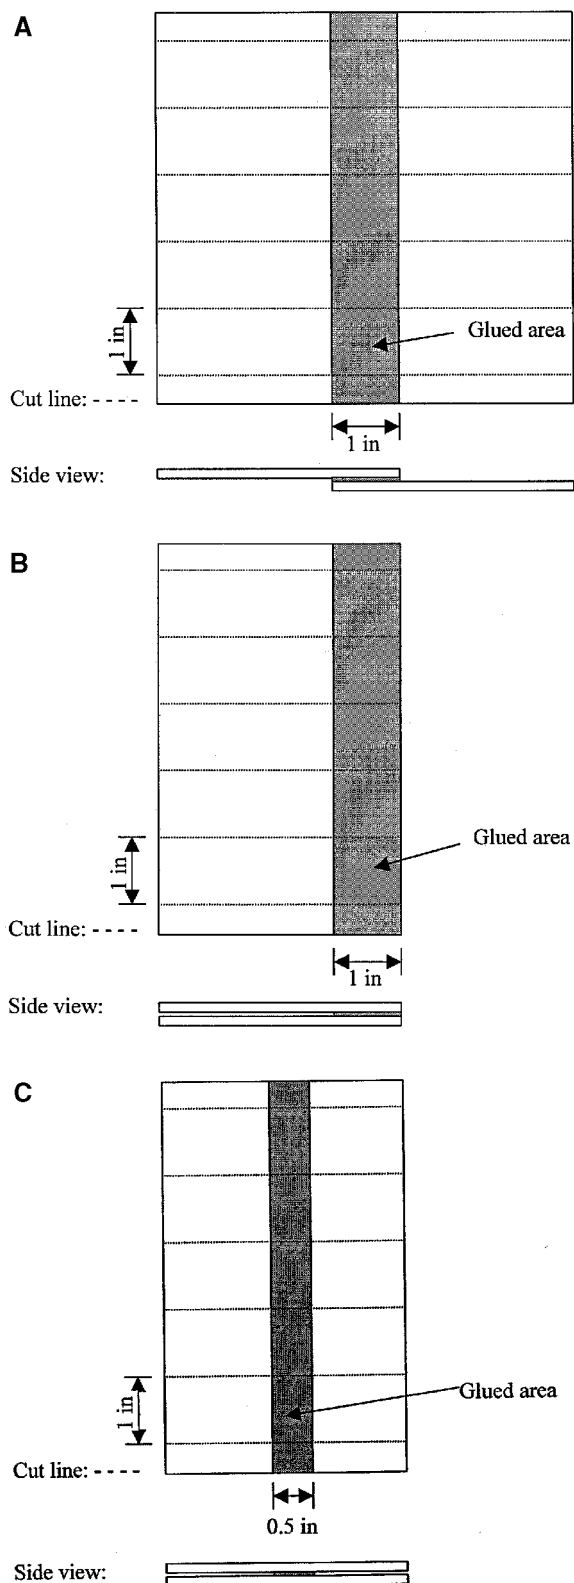 A
1 in
Glued area
Cut line: - - - -
1 in
Side view:
B
1 in
Glued area
Cut line: - - - -
1 in
Side view:
C
1 in
Glued area
Cut line: - - - -
0.5 in
Side view: